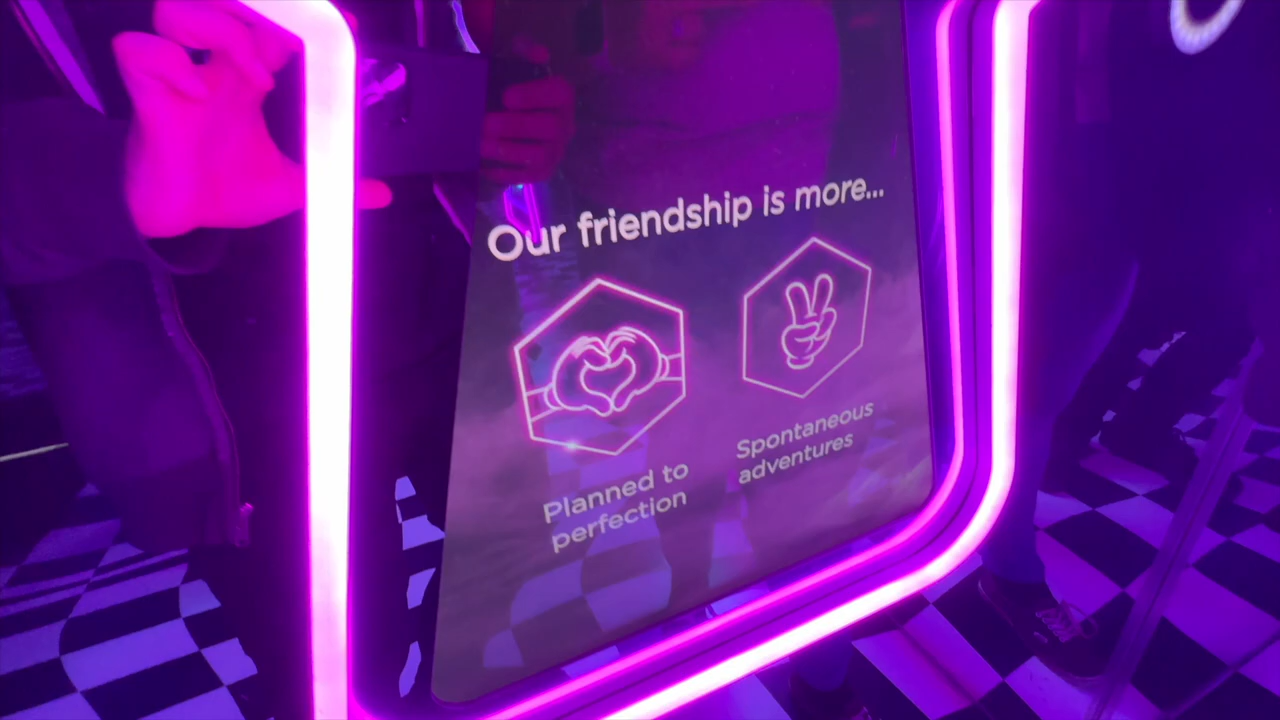 Our friendship is more...
Planned to
perfection
Spontaneous
adventures